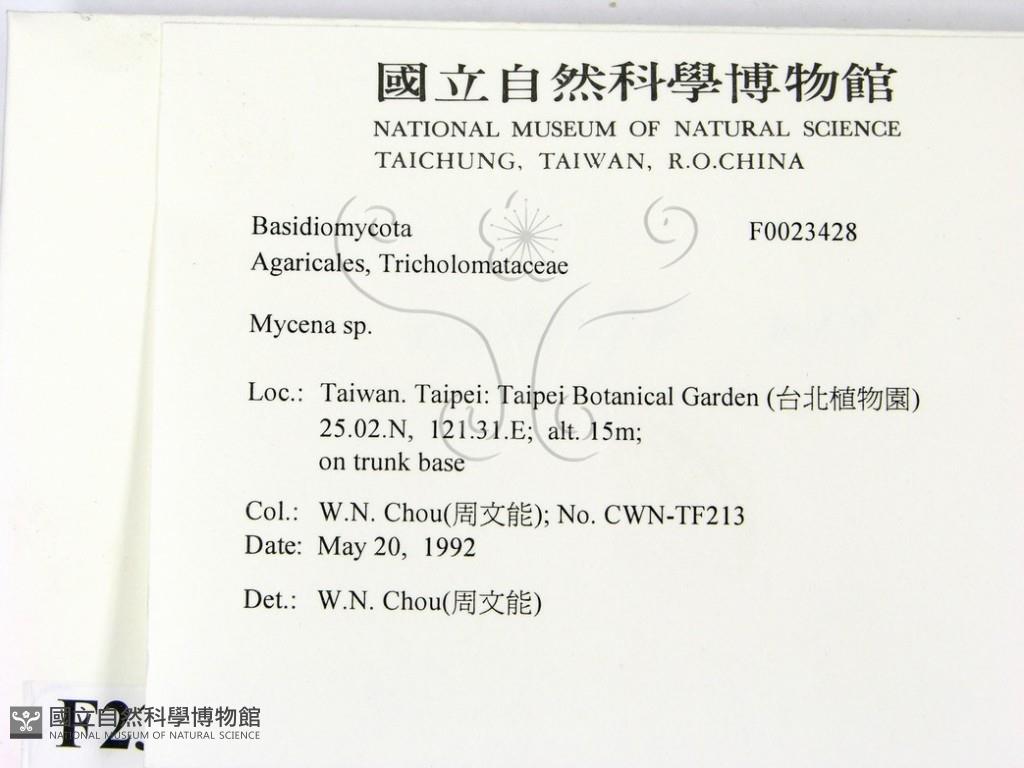 國立自然科學博物館
NATIONAL MUSEUM OF NATURAL SCIENCE
TAICHUNG, TAIWAN, R.O.CHINA
Basidiomycota F0023428
Agaricales, Tricholomataceae
Mycena sp.
Loc.: Taiwan. Taipei: Taipei Botanical Garden (台北植物園)
25.02.N, 121.31.E; alt. 15m;
on trunk base
Col.: W.N. Chou(周文能); No. CWN-TF213
Date: May 20, 1992
Det.: W.N. Chou(周文能)
F2
國立自然科學博物館
NATIONAL MUSEUM OF NATURAL SCIENCE